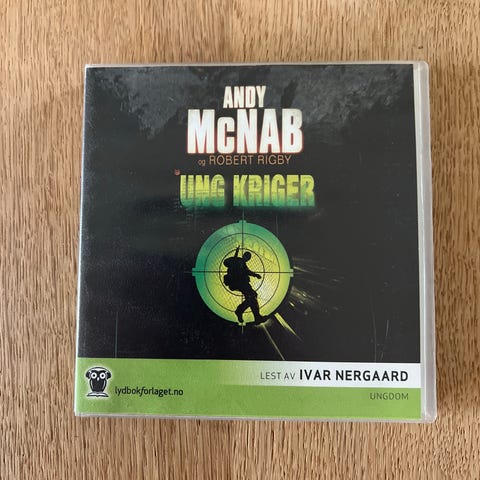 ANDY
McNAB
og ROBERT RIGBY
UNG KRIGER
LEST AV IVAR NERGAARD
lydbokforlaget.no
UNGDOM